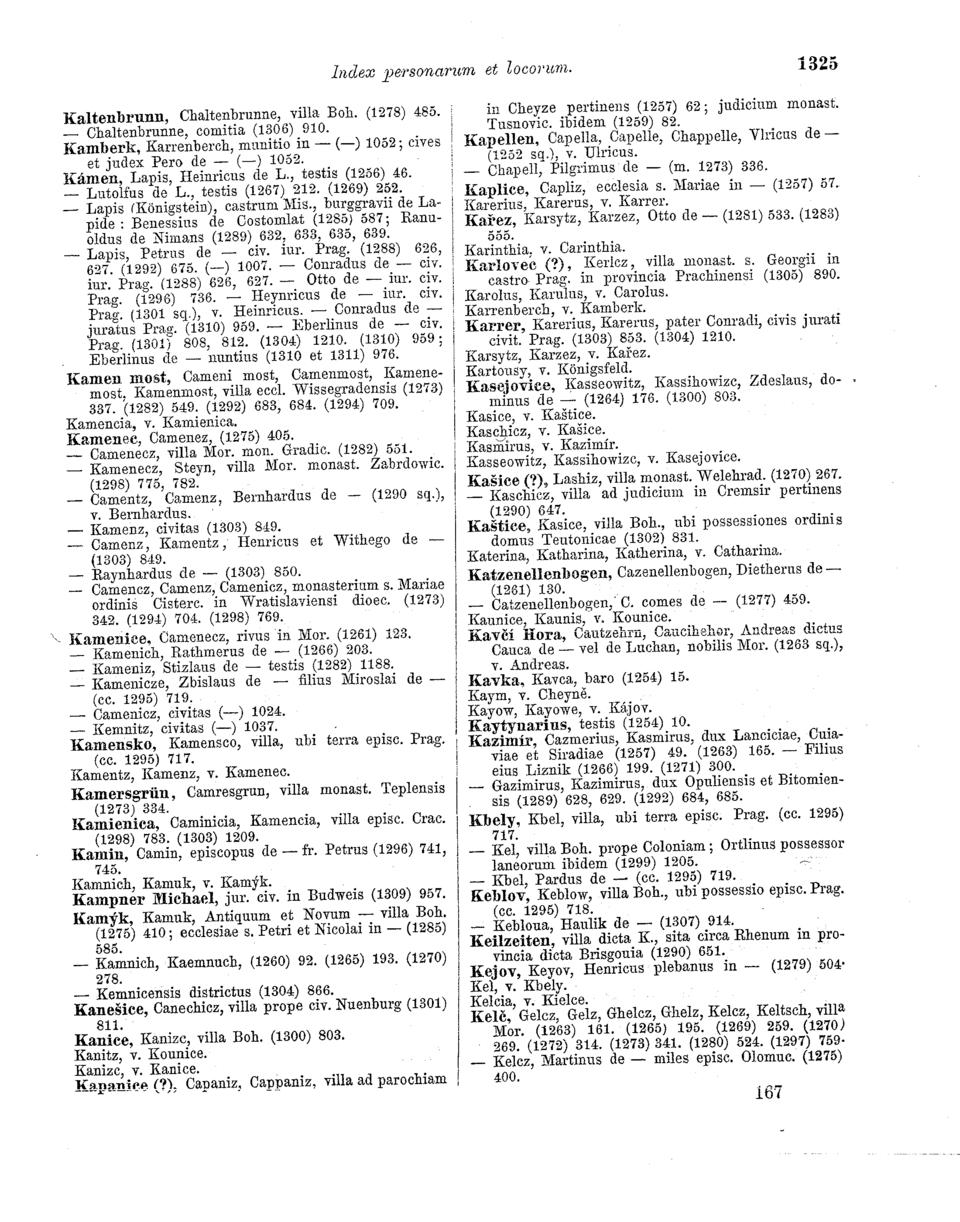 Index personarum et locorum.
1325
Kaltenbrunn, Chaltenbrunne, villa Boh. (1278) 485.
— Chaltenbrunne, comitia (1306) 910.
Kamberk, Karrenberch, munitio in — (—) 1052; cives
et judex Pero de — (—) 1052.
Kámen, Lapis, Heinricus de L., testis (1256) 46.
— Lutolfus de L., testis (1267) 212. (1269) 252.
— Lapis (Königstein), castrum Mis., burggravii de La-
pide: Benessius de Costomlat (1285) 587; Ranu-
oldus de Nimans (1289) 632, 633, 635, 639.
— Lapis, Petrus de — civ. iur. Prag. (1288) 626,
627. (1292) 675. (—) 1007. — Conradus de — civ.
iur. Prag. (1288) 626, 627. — Otto de — iur. civ.
Prag. (1296) 736. — Heynricus de — iur. civ.
Prag. (1301 sq.), v. Heinricus. — Conradus de —
juratus Prag. (1310) 959. — Eberlinus de — civ.
Prag. (1301) 808, 812. (1304) 1210. (1310) 959;
Eberlinus de — nuntius (1310 et 1311) 976.
Kamen most, Cameni most, Camenmost, Kamene-
most, Kamenmost, villa eccl. Wissegradensis (1273)
337. (1282) 549. (1292) 683, 684. (1294) 709.
Kamencia, v. Kamienica.
Kamenec, Camenez, (1275) 405.
— Camenecz, villa Mor. mon. Gradic. (1282) 551.
— Kamenecz, Steyn, villa Mor. monast. Zabrdowic.
(1298) 775, 782.
— Camentz, Camenz, Bernhardus de — (1290 sq.),
v. Bernhardus.
— Kamenz, civitas (1303) 849.
— Camenz, Kamentz, Henricus et Withego de —
(1303) 849.
— Raynhardus de — (1303) 850.
— Camencz, Camenz, Camenicz, monasterium s. Mariae
ordinis Cisterc. in Wratislaviensi dioec. (1273)
342. (1294) 704. (1298) 769.
Kamenice, Camenecz, rivus in Mor. (1261) 123.
— Kamenich, Rathmerus de — (1266) 203.
— Kameniz, Stizlaus de — testis (1282) 1188.
— Kamenicze, Zbislaus de — filius Miroslai de —
(cc. 1295) 719.
— Camenicz, civitas (—) 1024.
— Kemnitz, civitas (—) 1037.
Kamensko, Kamensco, villa, ubi terra episc. Prag.
(cc. 1295) 717.
Kamentz, Kamenz, v. Kamenec.
Kamersgrün, Camresgrun, villa monast. Teplensis
(1273) 334.
Kamienica, Caminicia, Kamencia, villa episc. Crac.
(1298) 783. (1303) 1209.
Kamin, Camin, episcopus de — fr. Petrus (1296) 741,
745.
Kamnich, Kamuk, v. Kamýk.
Kampner Michael, jur. civ. in Budweis (1309) 957.
Kamýk, Kamuk, Antiquum et Novum — villa Boh.
(1275) 410; ecclesiae s. Petri et Nicolai in — (1285)
585.
— Kamnich, Kaemnuch, (1260) 92. (1265) 193. (1270)
278.
— Kemnicensis districtus (1304) 866.
Kanešice, Canechicz, villa prope civ. Nuenburg (1301)
811.
Kanice, Kanizc, villa Boh. (1300) 803.
Kanitz, v. Kounice.
Kanizc, v. Kanice.
Kapanice (?), Capaniz, Cappaniz, villa ad parochiam
in Cheyze pertinens (1257) 62; judicium monast.
Tusnovic. ibidem (1259) 82.
Kapellen, Capella, Capelle, Chappelle, Vlricus de —
(1252 sq.), v. Ulricus.
— Chapell, Pilgrimus de — (m. 1273) 336.
Kaplice, Capliz, ecclesia s. Mariae in — (1257) 57.
Karerius, Karerus, v. Karrer.
Kařez, Karsytz, Karzez, Otto de — (1281) 533. (1283)
555.
Karinthia, v. Carinthia.
Karlovec (?), Kerlcz, villa monast. s. Georgii in
castro Prag. in provincia Prachinensi (1305) 890.
Karolus, Karulus, v. Carolus.
Karrenberch, v. Kamberk.
Karrer, Karerius, Karerus, pater Conradi, civis jurati
civit. Prag. (1303) 853. (1304) 1210.
Karsytz, Karzez, v. Kařez.
Kartousy, v. Königsfeld.
Kasejovice, Kasseowitz, Kassihowizc, Zdeslaus, do-
minus de — (1264) 176. (1300) 803.
Kasice, v. Kaštice.
Kaschicz, v. Kašice.
Kasmirus, v. Kazimír.
Kasseowitz, Kassihowizc, v. Kasejovice.
Kašice (?), Lashiz, villa monast. Welehrad. (1270) 267.
— Kaschicz, villa ad judicium in Cremsir pertinens
(1290) 647.
Kaštice, Kasice, villa Boh., ubi possessiones ordinis
domus Teutonicae (1302) 831.
Katerina, Katharina, Katherina, v. Catharina.
Katzenellenbogen, Cazenellenbogen, Dietherus de —
(1261) 130.
— Catzenellenbogen, C. comes de — (1277) 459.
Kaunice, Kaunis, v. Kounice.
Kavčí Hora, Cautzehrn, Caucihehor, Andreas dictus
Cauca de — vel de Luchan, nobilis Mor. (1263 sq.),
v. Andreas.
Kavka, Kavca, baro (1254) 15.
Kaym, v. Cheyně.
Kayow, Kayowe, v. Kájov.
Kaytynarius, testis (1254) 10.
Kazimír, Cazmerius, Kasmirus, dux Lanciciae, Cuia-
viae et Siradiae (1257) 49. (1263) 165. — Filius
eius Liznik (1266) 199. (1271) 300.
— Gazimirus, Kazimirus, dux Opuliensis et Bitomien-
sis (1289) 628, 629. (1292) 684, 685.
Kbely, Kbel, villa, ubi terra episc. Prag. (cc. 1295)
717.
— Kel, villa Boh. prope Coloniam; Ortlinus possessor
laneorum ibidem (1299) 1205.
— Kbel, Pardus de — (cc. 1295) 719.
Keblov, Keblow, villa Boh., ubi possessio episc. Prag.
(cc. 1295) 718.
— Kebloua, Haulik de — (1307) 914.
Keilzeiten, villa dicta K., sita circa Rhenum in pro-
vincia dicta Brisgonia (1290) 651.
Kejov, Keyov, Henricus plebanus in — (1279) 504.
Kel, v. Kbely.
Kelcia, v. Kielce.
Kelč, Gelcz, Gelz, Ghelcz, Ghelz, Kelcz, Keltsch, villa
Mor. (1263) 161. (1265) 195. (1269) 259. (1270)
269. (1272) 314. (1273) 341. (1280) 524. (1297) 759.
— Kelcz, Martinus de — miles episc. Olomuc. (1275)
400.
167